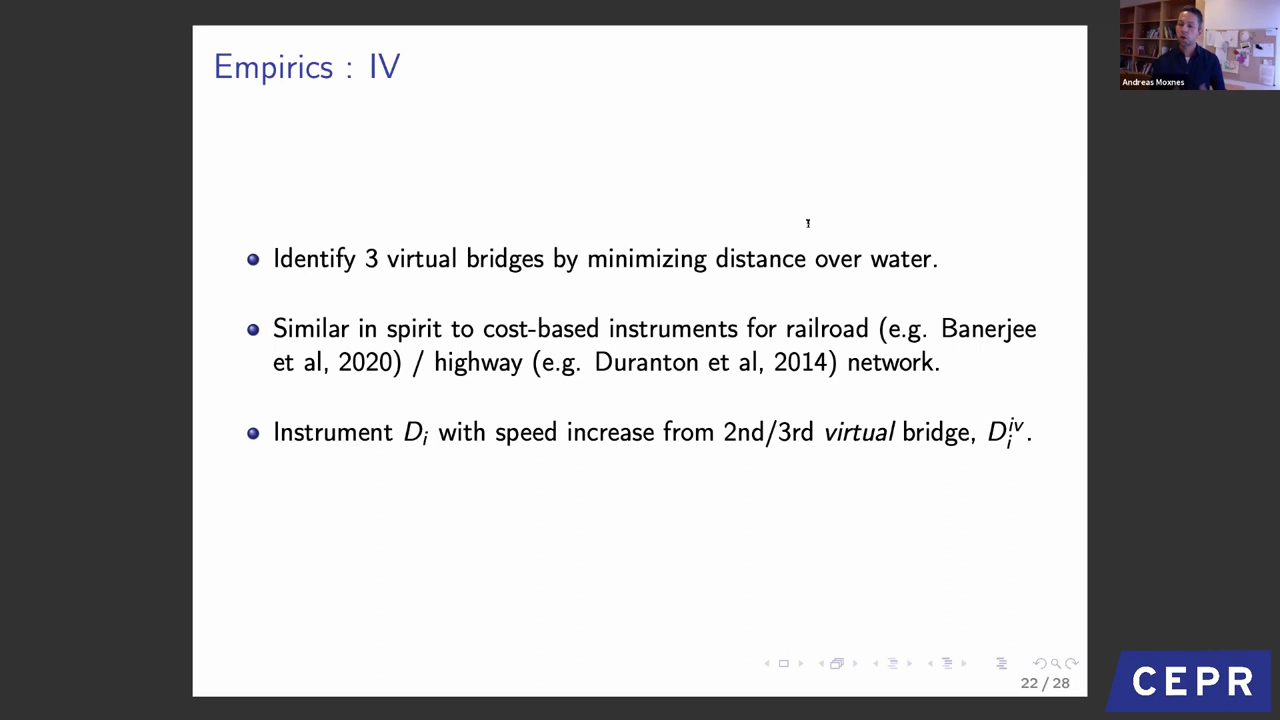 Empirics : IV
Andreas Moxnes
Identify 3 virtual bridges by minimizing distance over water.
Similar in spirit to cost-based instruments for railroad (e.g. Banerjee
et al, 2020) / highway (e.g. Duranton et al, 2014) network.
Instrument D_i with speed increase from 2nd/3rd virtual bridge, D_i^iv.
22 / 28
CEPR